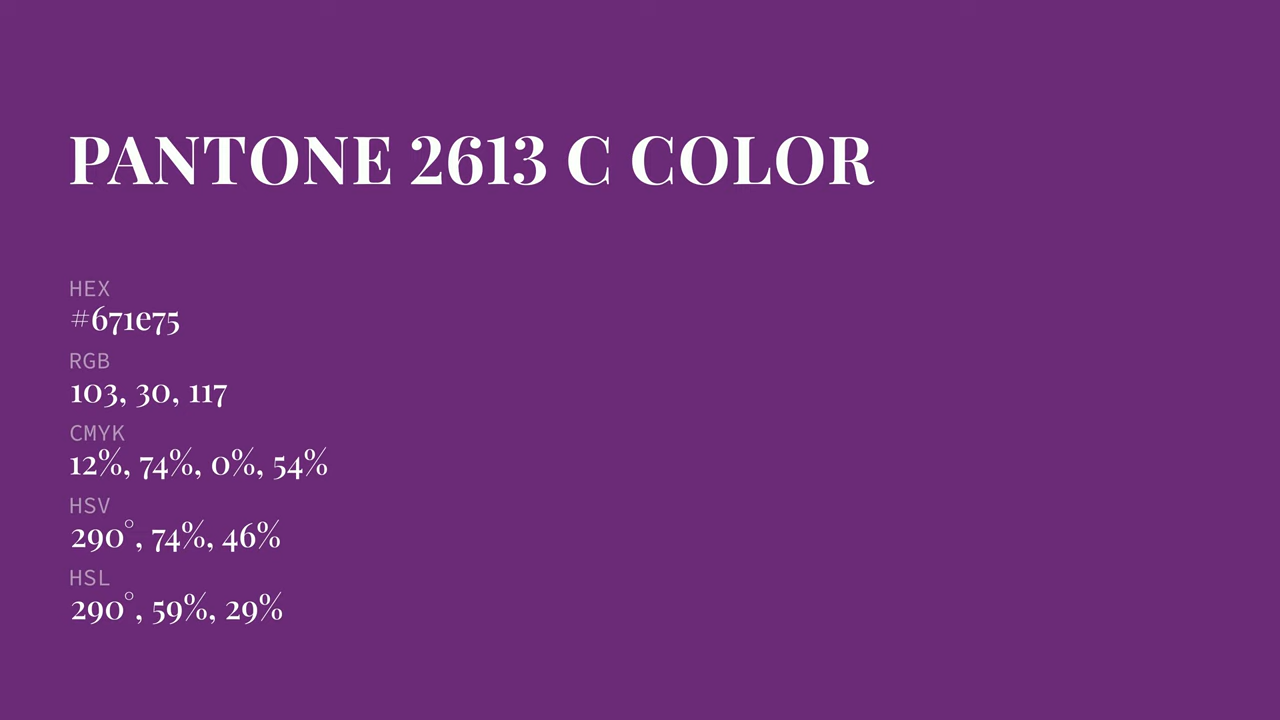 PANTONE 2613 C COLOR
HEX
#671e75
RGB
103, 30, 117
CMYK
12%, 74%, 0%, 54%
HSV
290°, 74%, 46%
HSL
290°, 59%, 29%